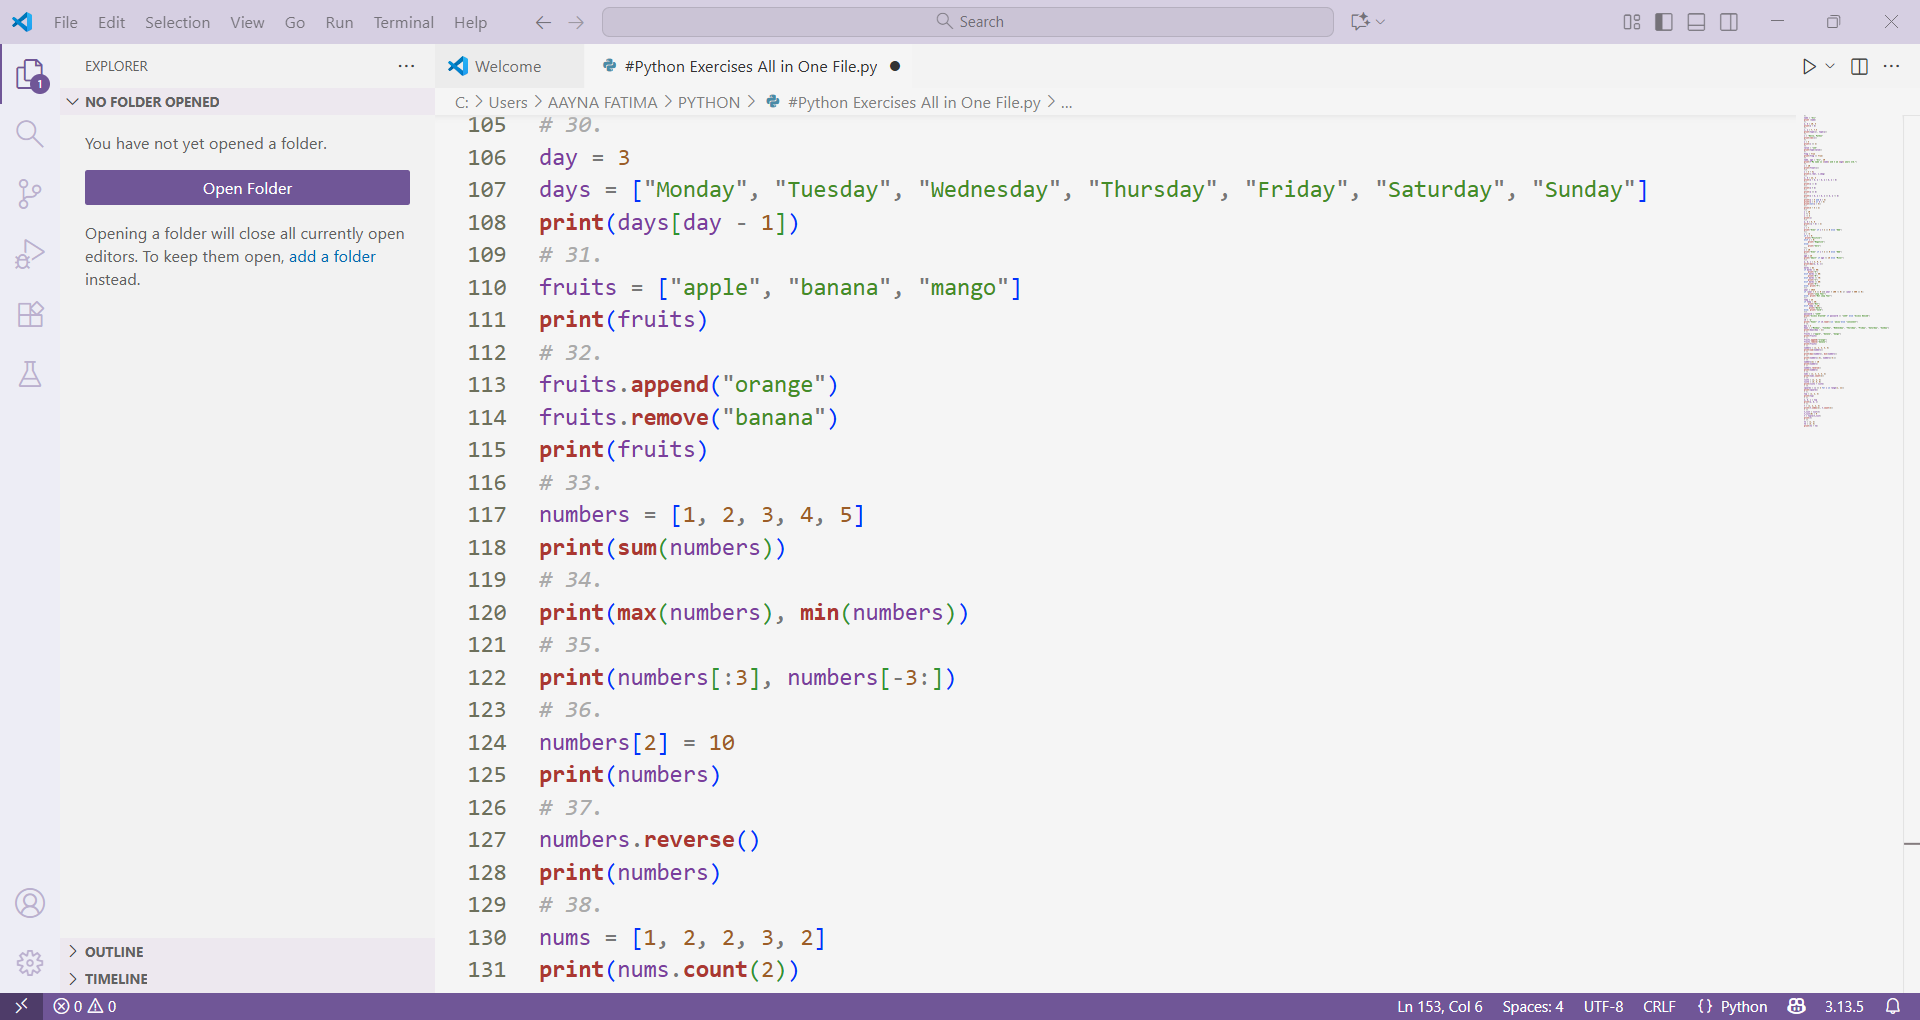 File Edit Selection View Go Run Terminal Help Search
EXPLORER
1
NO FOLDER OPENED
You have not yet opened a folder.
Open Folder
Opening a folder will close all currently open
editors. To keep them open, add a folder
instead.
OUTLINE
TIMELINE
Welcome #Python Exercises All in One File.py
C: > Users > AAYNA FATIMA > PYTHON > #Python Exercises All in One File.py > ...
105 # 30.
106 day = 3
107 days = ["Monday", "Tuesday", "Wednesday", "Thursday", "Friday", "Saturday", "Sunday"]
108 print(days[day - 1])
109 # 31.
110 fruits = ["apple", "banana", "mango"]
111 print(fruits)
112 # 32.
113 fruits.append("orange")
114 fruits.remove("banana")
115 print(fruits)
116 # 33.
117 numbers = [1, 2, 3, 4, 5]
118 print(sum(numbers))
119 # 34.
120 print(max(numbers), min(numbers))
121 # 35.
122 print(numbers[:3], numbers[-3:])
123 # 36.
124 numbers[2] = 10
125 print(numbers)
126 # 37.
127 numbers.reverse()
128 print(numbers)
129 # 38.
130 nums = [1, 2, 2, 3, 2]
131 print(nums.count(2))
0 0 Ln 153, Col 6 Spaces: 4 UTF-8 CRLF {} Python 3.13.5